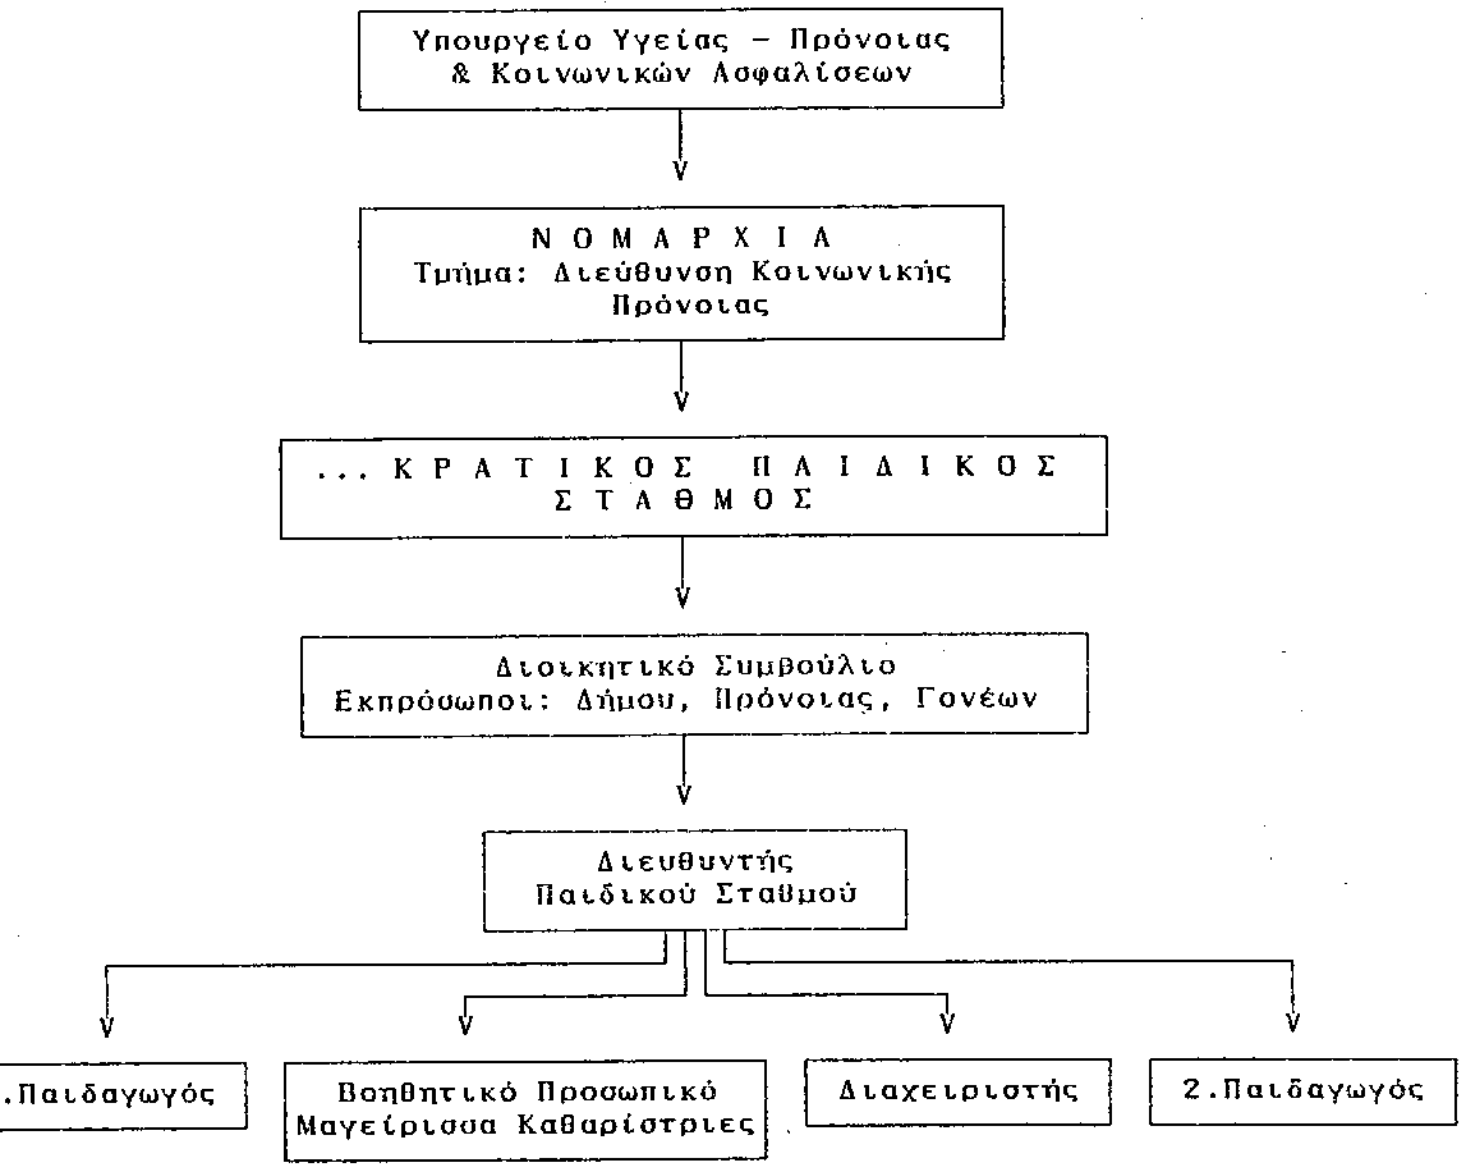 Υπουργείο Υγείας - Πρόνοιας
& Κοινωνικών Ασφαλίσεων
Ν Ο Μ Α Ρ Χ Ι Α
Τμήμα: Διεύθυνση Κοινωνικής
Πρόνοιας
... Κ Ρ Α Τ Ι Κ Ο Σ Π Α Ι Δ Ι Κ Ο Σ
Σ Τ Α Θ Μ Ο Σ
Διοικητικό Συμβούλιο
Εκπρόσωποι: Δήμου, Πρόνοιας, Γονέων
Διευθυντής
Παιδικού Σταθμού
.Παιδαγωγός
Βοηθητικό Προσωπικό
Μαγείρισσα Καθαρίστριες
Διαχειριστής
2.Παιδαγωγός